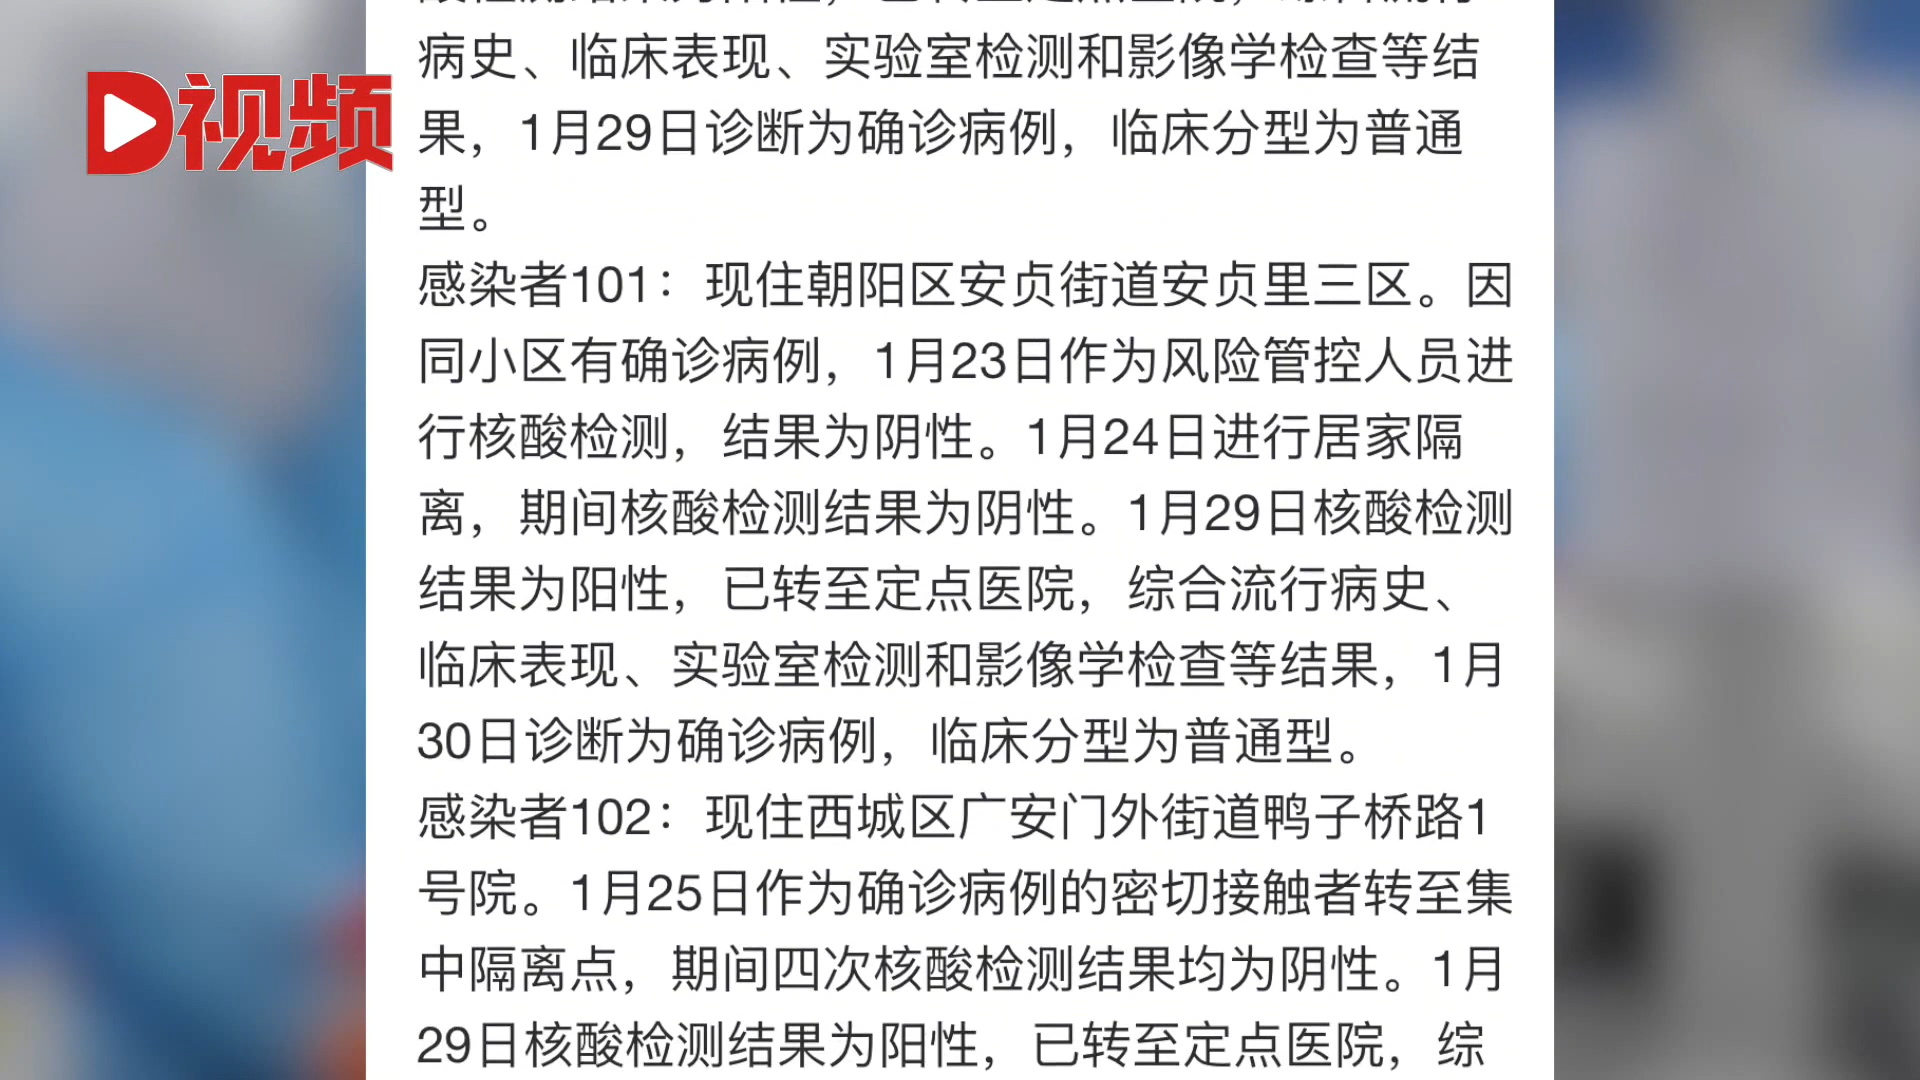 视频
病史、临床表现、实验室检测和影像学检查等结
果，1月29日诊断为确诊病例，临床分型为普通
型。
感染者101：现住朝阳区安贞街道安贞里三区。因
同小区有确诊病例，1月23日作为风险管控人员进
行核酸检测，结果为阴性。1月24日进行居家隔
离，期间核酸检测结果为阴性。1月29日核酸检测
结果为阳性，已转至定点医院，综合流行病史、
临床表现、实验室检测和影像学检查等结果，1月
30日诊断为确诊病例，临床分型为普通型。
感染者102：现住西城区广安门外街道鸭子桥路1
号院。1月25日作为确诊病例的密切接触者转至集
中隔离点，期间四次核酸检测结果均为阴性。1月
29日核酸检测结果为阳性，已转至定点医院，综